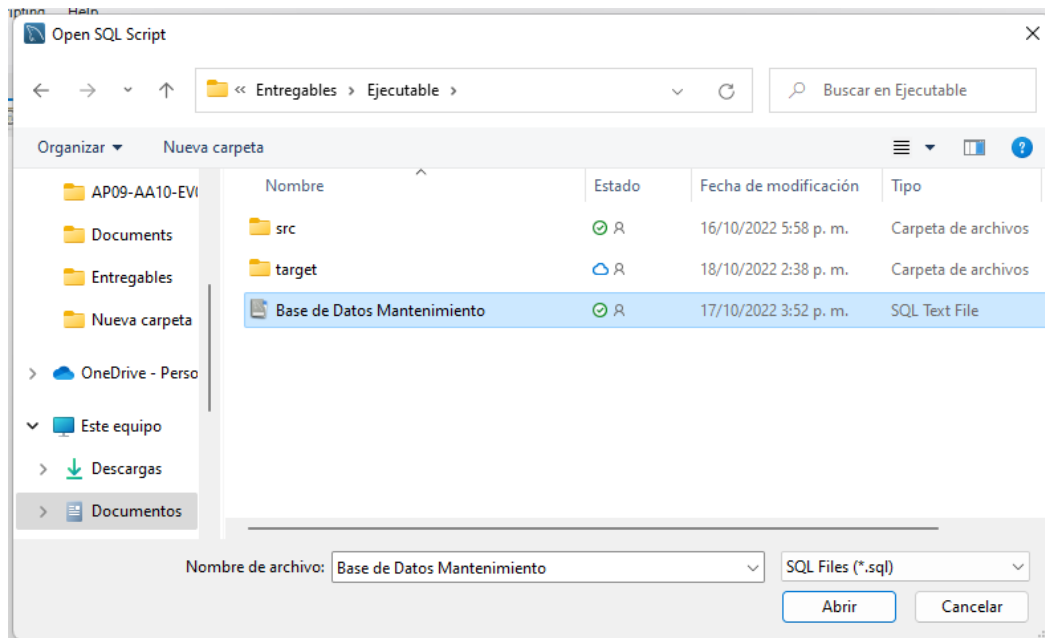 ipting Help
Open SQL Script
« Entregables > Ejecutable >
Buscar en Ejecutable
Organizar
Nueva carpeta
?
Nombre
Estado
Fecha de modificación
Tipo
AP09-AA10-EV
Documents
Entregables
Nueva carpeta
OneDrive - Perso
Este equipo
Descargas
Documentos
src
16/10/2022 5:58 p. m.
Carpeta de archivos
target
18/10/2022 2:38 p. m.
Carpeta de archivos
Base de Datos Mantenimiento
17/10/2022 3:52 p. m.
SQL Text File
Nombre de archivo: Base de Datos Mantenimiento
SQL Files (*.sql)
Abrir
Cancelar